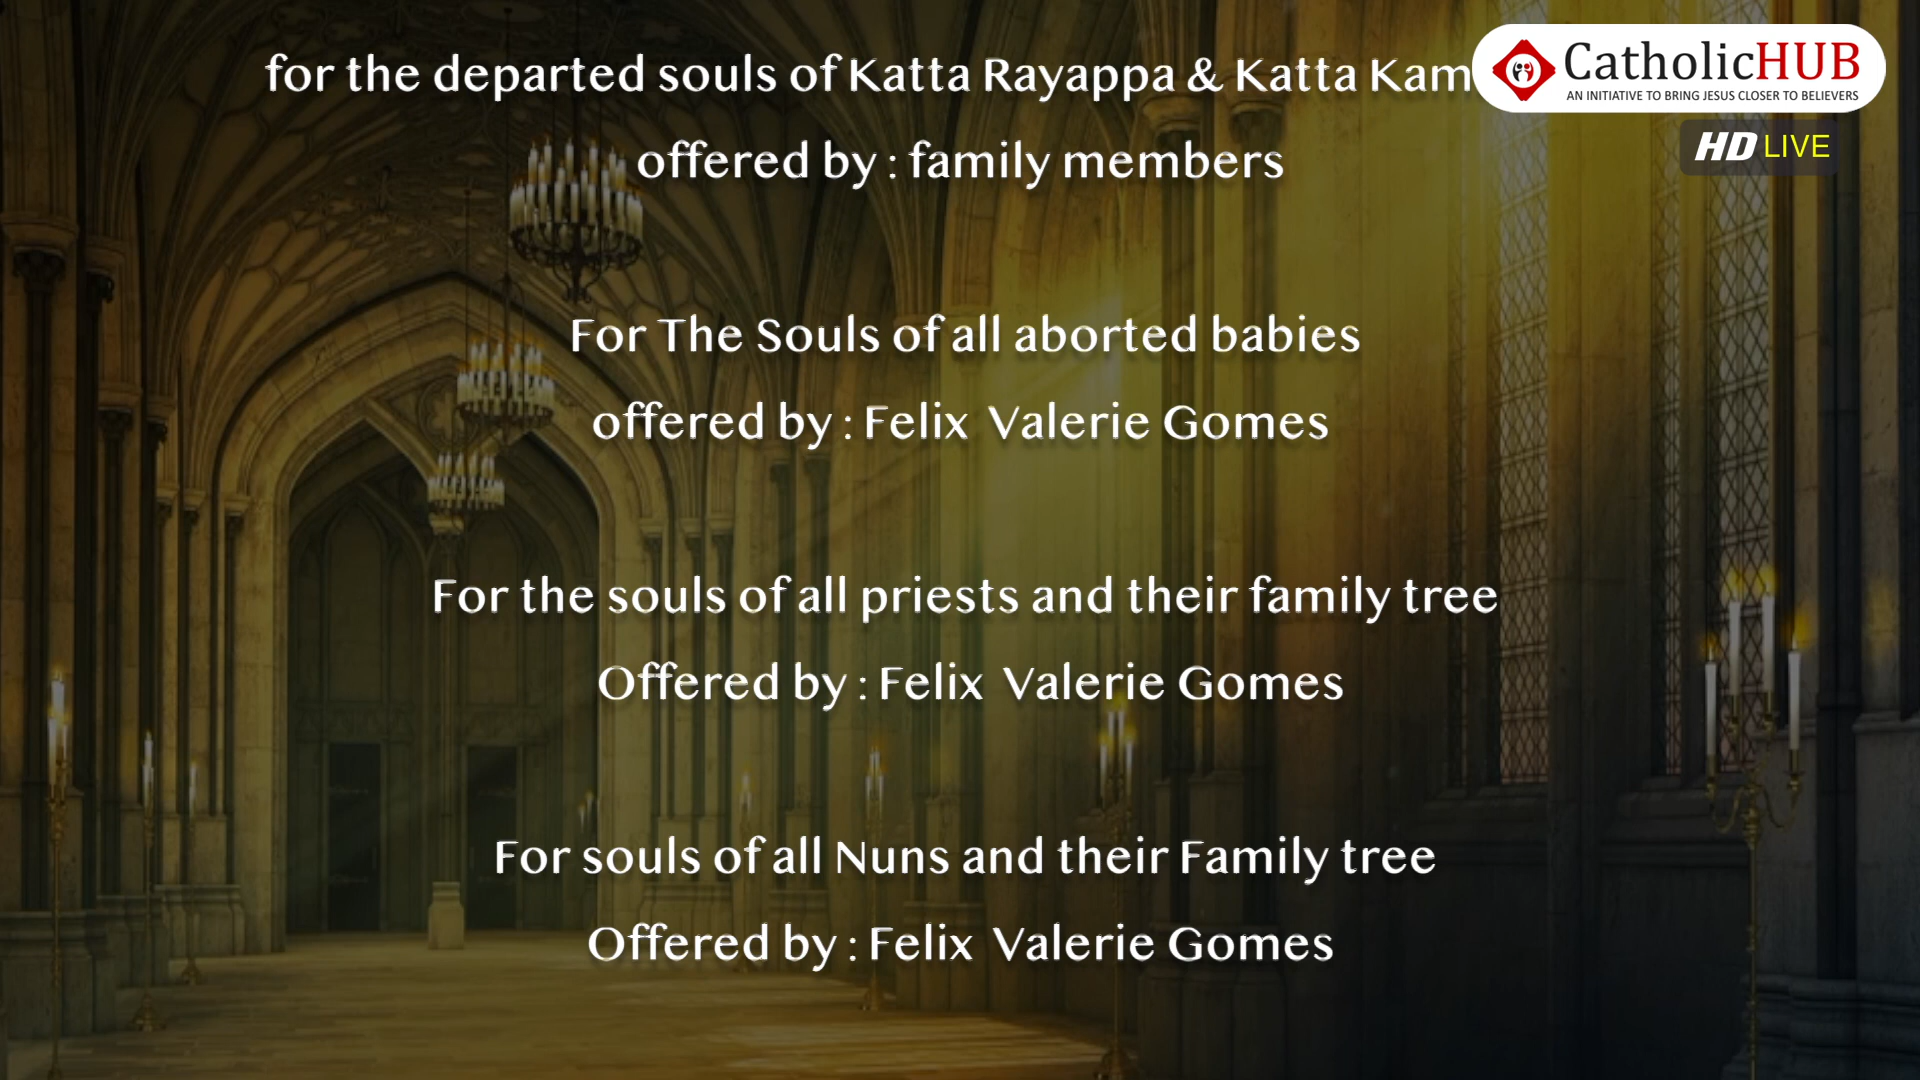 for the departed souls of Katta Rayappa & Katta
CatholicHUB
AN INITIATIVE TO BRING JESUS CLOSER TO BELIEVERS
HD LIVE
offered by : family members
For The Souls of all aborted babies
offered by : Felix Valerie Gomes
For the souls of all priests and their family tree
Offered by : Felix Valerie Gomes
For souls of all Nuns and their Family tree
Offered by : Felix Valerie Gomes